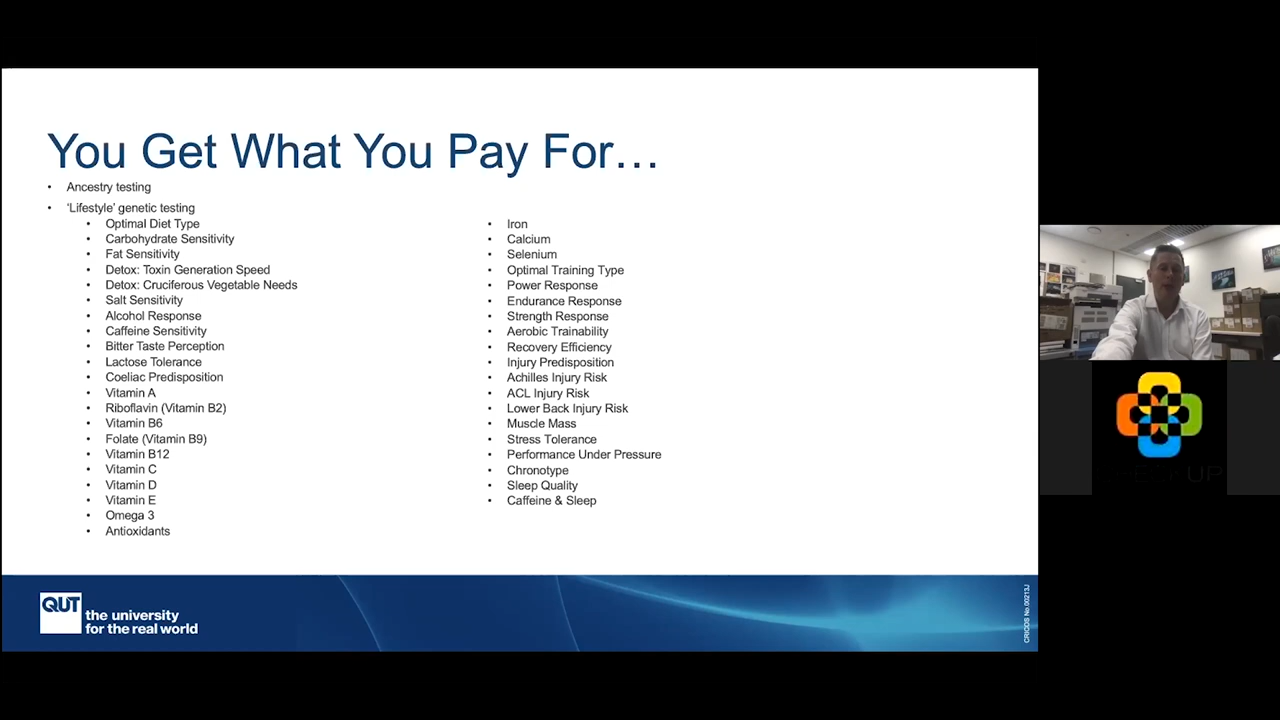 You Get What You Pay For…
• Ancestry testing
• ‘Lifestyle’ genetic testing
• Optimal Diet Type
• Carbohydrate Sensitivity
• Fat Sensitivity
• Detox: Toxin Generation Speed
• Detox: Cruciferous Vegetable Needs
• Salt Sensitivity
• Alcohol Response
• Caffeine Sensitivity
• Bitter Taste Perception
• Lactose Tolerance
• Coeliac Predisposition
• Vitamin A
• Riboflavin (Vitamin B2)
• Vitamin B6
• Folate (Vitamin B9)
• Vitamin B12
• Vitamin C
• Vitamin D
• Vitamin E
• Omega 3
• Antioxidants
• Iron
• Calcium
• Selenium
• Optimal Training Type
• Power Response
• Endurance Response
• Strength Response
• Aerobic Trainability
• Recovery Efficiency
• Injury Predisposition
• Achilles Injury Risk
• ACL Injury Risk
• Lower Back Injury Risk
• Muscle Mass
• Stress Tolerance
• Performance Under Pressure
• Chronotype
• Sleep Quality
• Caffeine & Sleep
QUT
the university
for the real world
CRICOS No.00213J
UP